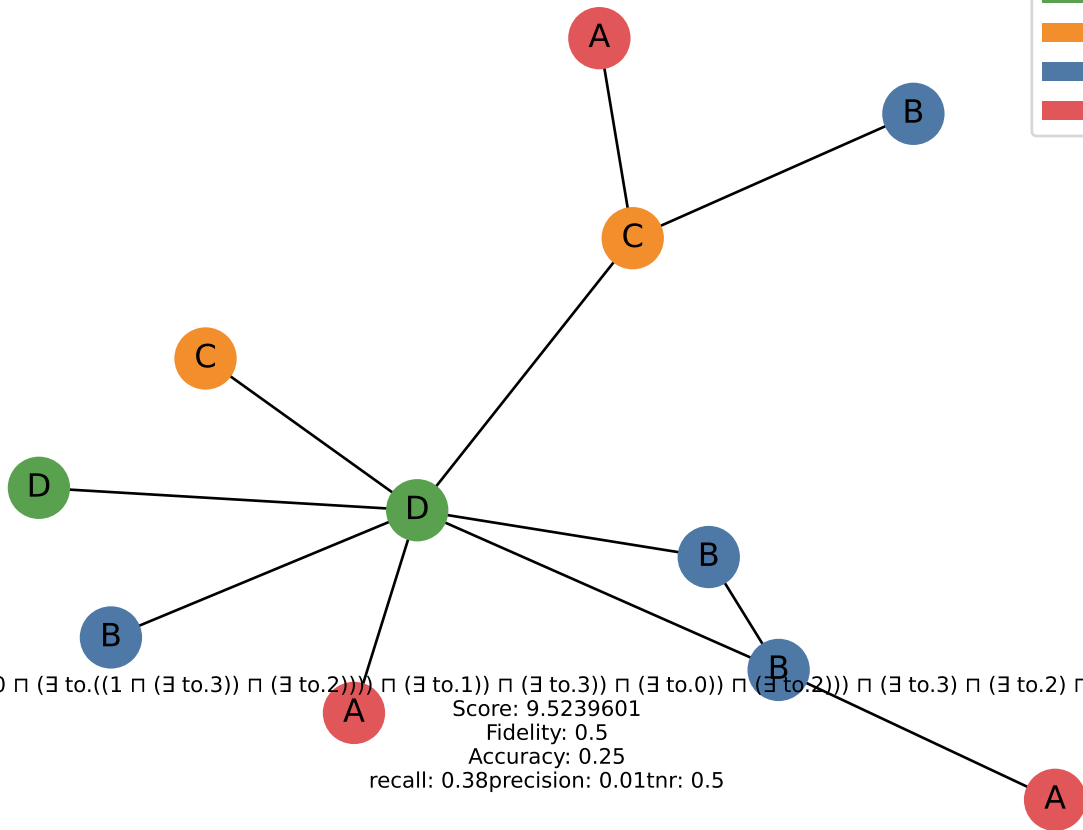 A
B
C
C
D
D
B
B
B
0 ⊓ (∃ to.((1 ⊓ (∃ to.3)) ⊓ (∃ to.2)))) ⊓ (∃ to.1)) ⊓ (∃ to.3)) ⊓ (∃ to.0)) ⊓ (∃ to.2))) ⊓ (∃ to.3) ⊓ (∃ to.2) ⊓
A
Score: 9.5239601
Fidelity: 0.5
Accuracy: 0.25
recall: 0.38precision: 0.01tnr: 0.5
A